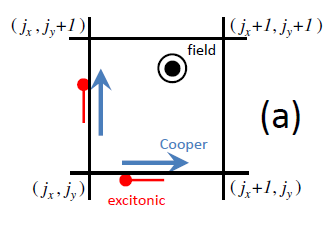 (j_x, j_y+1) (j_x+1, j_y+1)
field
(a)
Cooper
(j_x, j_y) (j_x+1, j_y)
excitonic